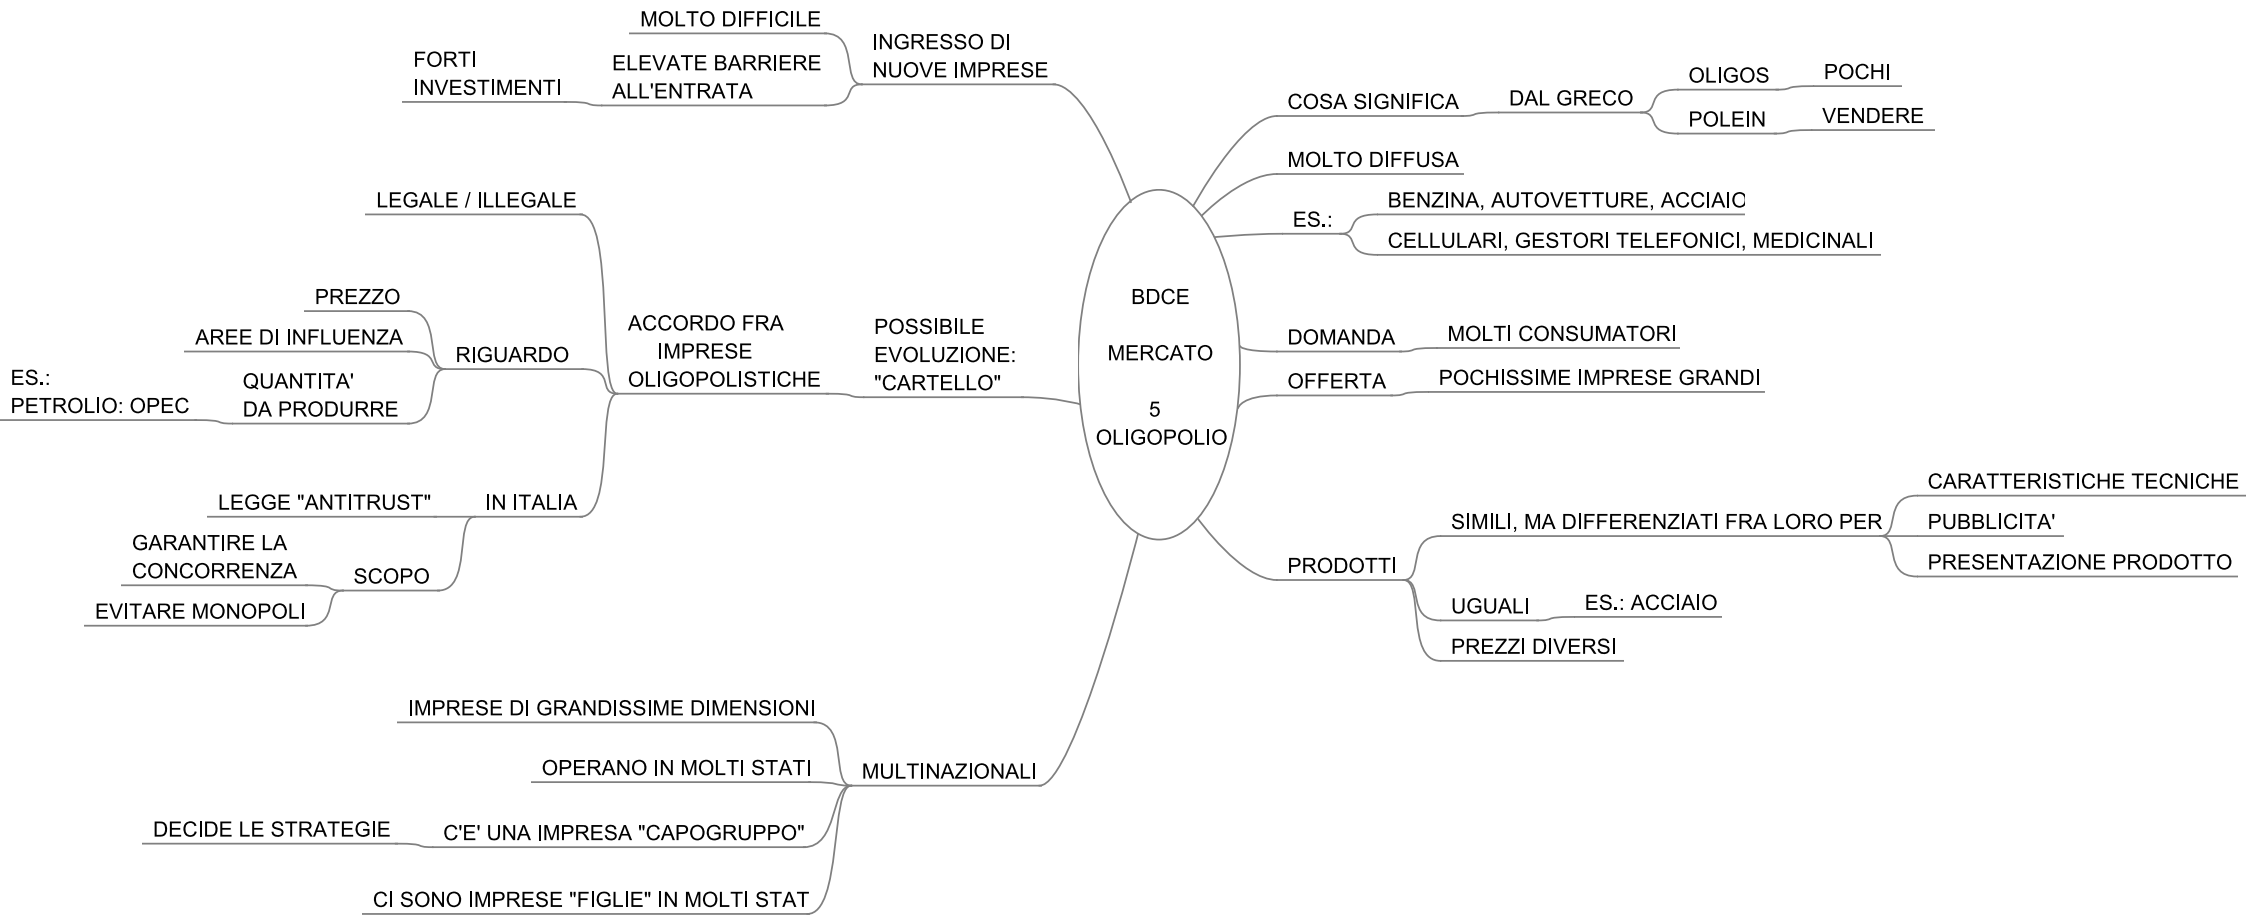 BDCE
MERCATO
5
OLIGOPOLIO
COSA SIGNIFICA
DAL GRECO
OLIGOS
POCHI
POLEIN
VENDERE
MOLTO DIFFUSA
ES.:
BENZINA, AUTOVETTURE, ACCIAIO
CELLULARI, GESTORI TELEFONICI, MEDICINALI
DOMANDA
MOLTI CONSUMATORI
OFFERTA
POCHISSIME IMPRESE GRANDI
PRODOTTI
SIMILI, MA DIFFERENZIATI FRA LORO PER
CARATTERISTICHE TECNICHE
PUBBLICITA'
PRESENTAZIONE PRODOTTO
UGUALI
ES.: ACCIAIO
PREZZI DIVERSI
INGRESSO DI
NUOVE IMPRESE
MOLTO DIFFICILE
ELEVATE BARRIERE
ALL'ENTRATA
FORTI
INVESTIMENTI
POSSIBILE
EVOLUZIONE:
"CARTELLO"
ACCORDO FRA
IMPRESE
OLIGOPOLISTICHE
LEGALE / ILLEGALE
RIGUARDO
PREZZO
AREE DI INFLUENZA
QUANTITA'
DA PRODURRE
ES.:
PETROLIO: OPEC
IN ITALIA
LEGGE "ANTITRUST"
SCOPO
GARANTIRE LA
CONCORRENZA
EVITARE MONOPOLI
MULTINAZIONALI
IMPRESE DI GRANDISSIME DIMENSIONI
OPERANO IN MOLTI STATI
C'E' UNA IMPRESA "CAPOGRUPPO"
DECIDE LE STRATEGIE
CI SONO IMPRESE "FIGLIE" IN MOLTI STAT